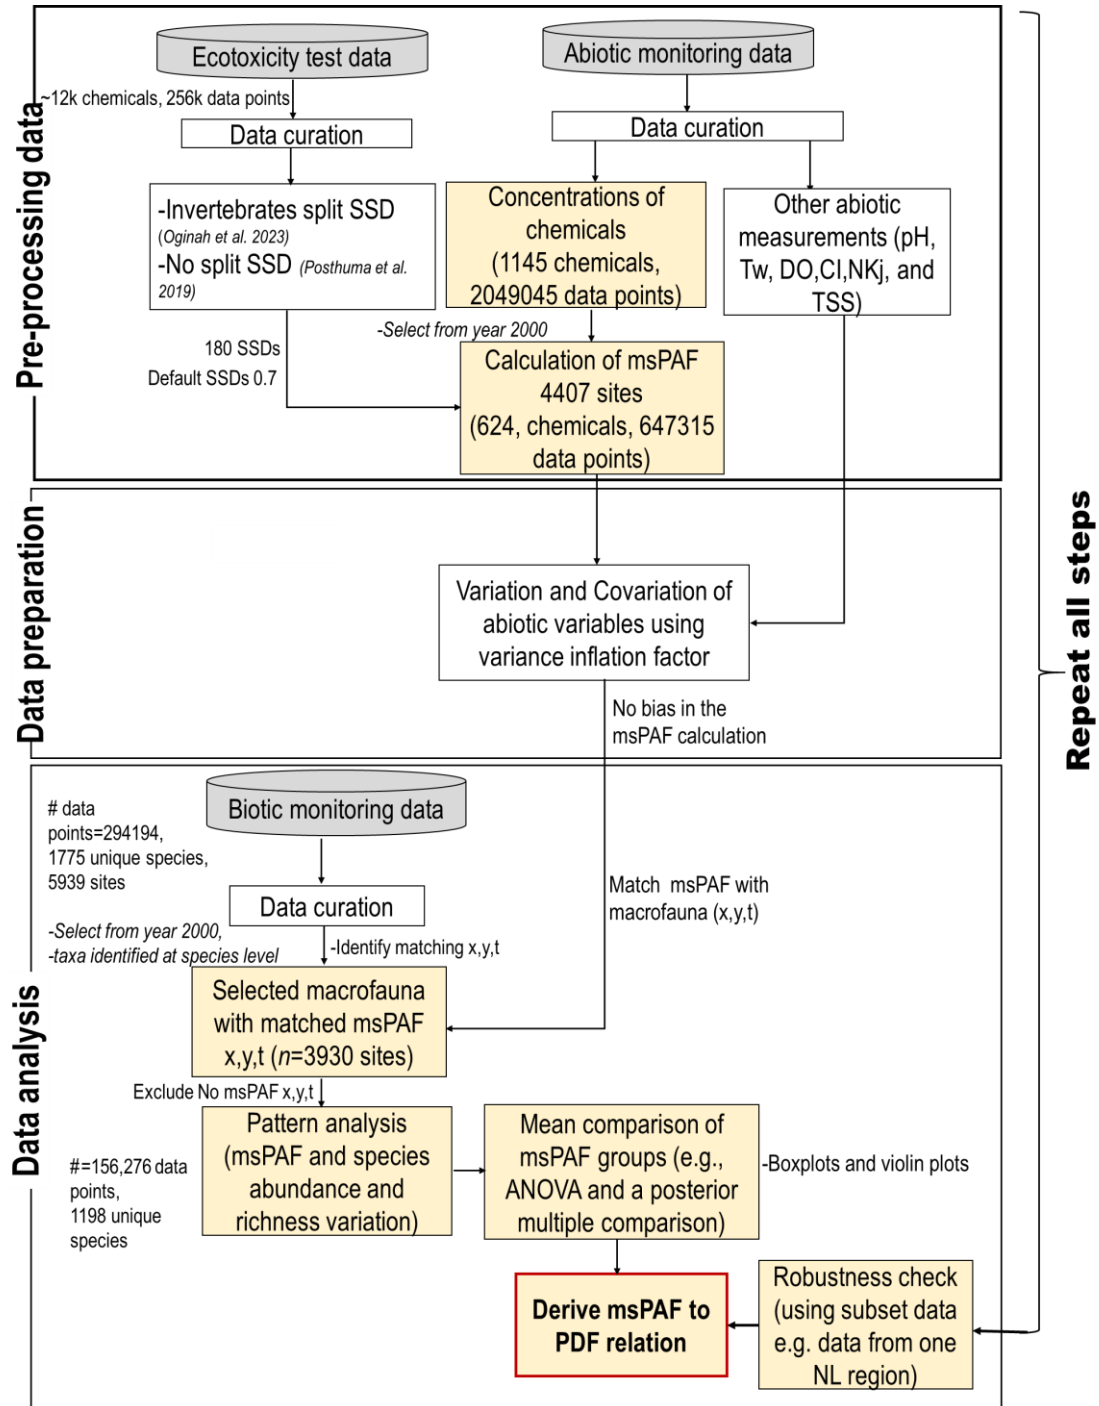 Pre-processing data
Ecotoxicity test data
Abiotic monitoring data
~12k chemicals, 256k data points
Data curation
Data curation
-Invertebrates split SSD
(Oginah et al. 2023)
-No split SSD (Posthuma et al.
2019)
Concentrations of
chemicals
(1145 chemicals,
2049045 data points)
Other abiotic
measurements (pH,
Tw, DO,CI,NKj, and
TSS)
-Select from year 2000
180 SSDs
Default SSDs 0.7
Calculation of msPAF
4407 sites
(624, chemicals, 647315
data points)
Data preparation
Variation and Covariation of
abiotic variables using
variance inflation factor
No bias in the
msPAF calculation
Repeat all steps
Data analysis
Biotic monitoring data
# data
points=294194,
1775 unique species,
5939 sites
Data curation
Match msPAF with
macrofauna (x,y,t)
-Select from year 2000,
-taxa identified at species level
-Identify matching x,y,t
Selected macrofauna
with matched msPAF
x,y,t (n=3930 sites)
Exclude No msPAF x,y,t
Pattern analysis
(msPAF and species
abundance and
richness variation)
#=156,276 data
points,
1198 unique
species
Mean comparison of
msPAF groups (e.g.,
ANOVA and a posterior
multiple comparison)
-Boxplots and violin plots
Derive msPAF to
PDF relation
Robustness check
(using subset data
e.g. data from one
NL region)